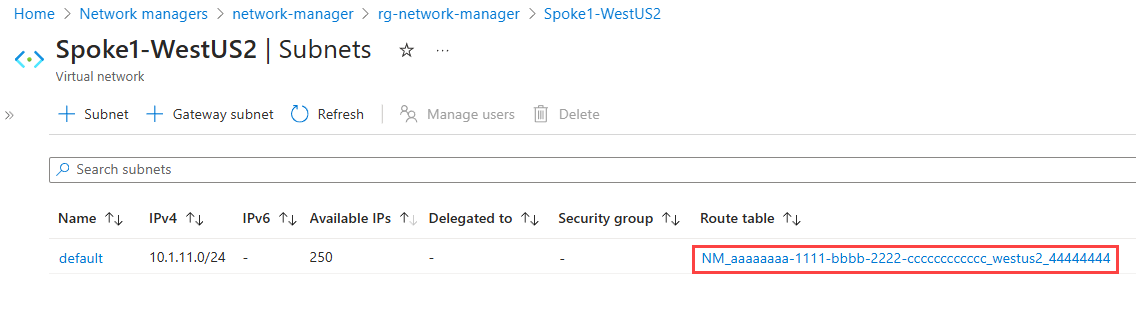 Home > Network managers > network-manager > rg-network-manager > Spoke1-WestUS2
Spoke1-WestUS2 | Subnets
Virtual network
Subnet Gateway subnet Refresh Manage users Delete
Search subnets
Name IPv4 IPv6 Available IPs Delegated to Security group Route table
default 10.1.11.0/24 - 250 - - NM_aaaaaaaa-1111-bbbb-2222-cccccccccccc_westus2_44444444